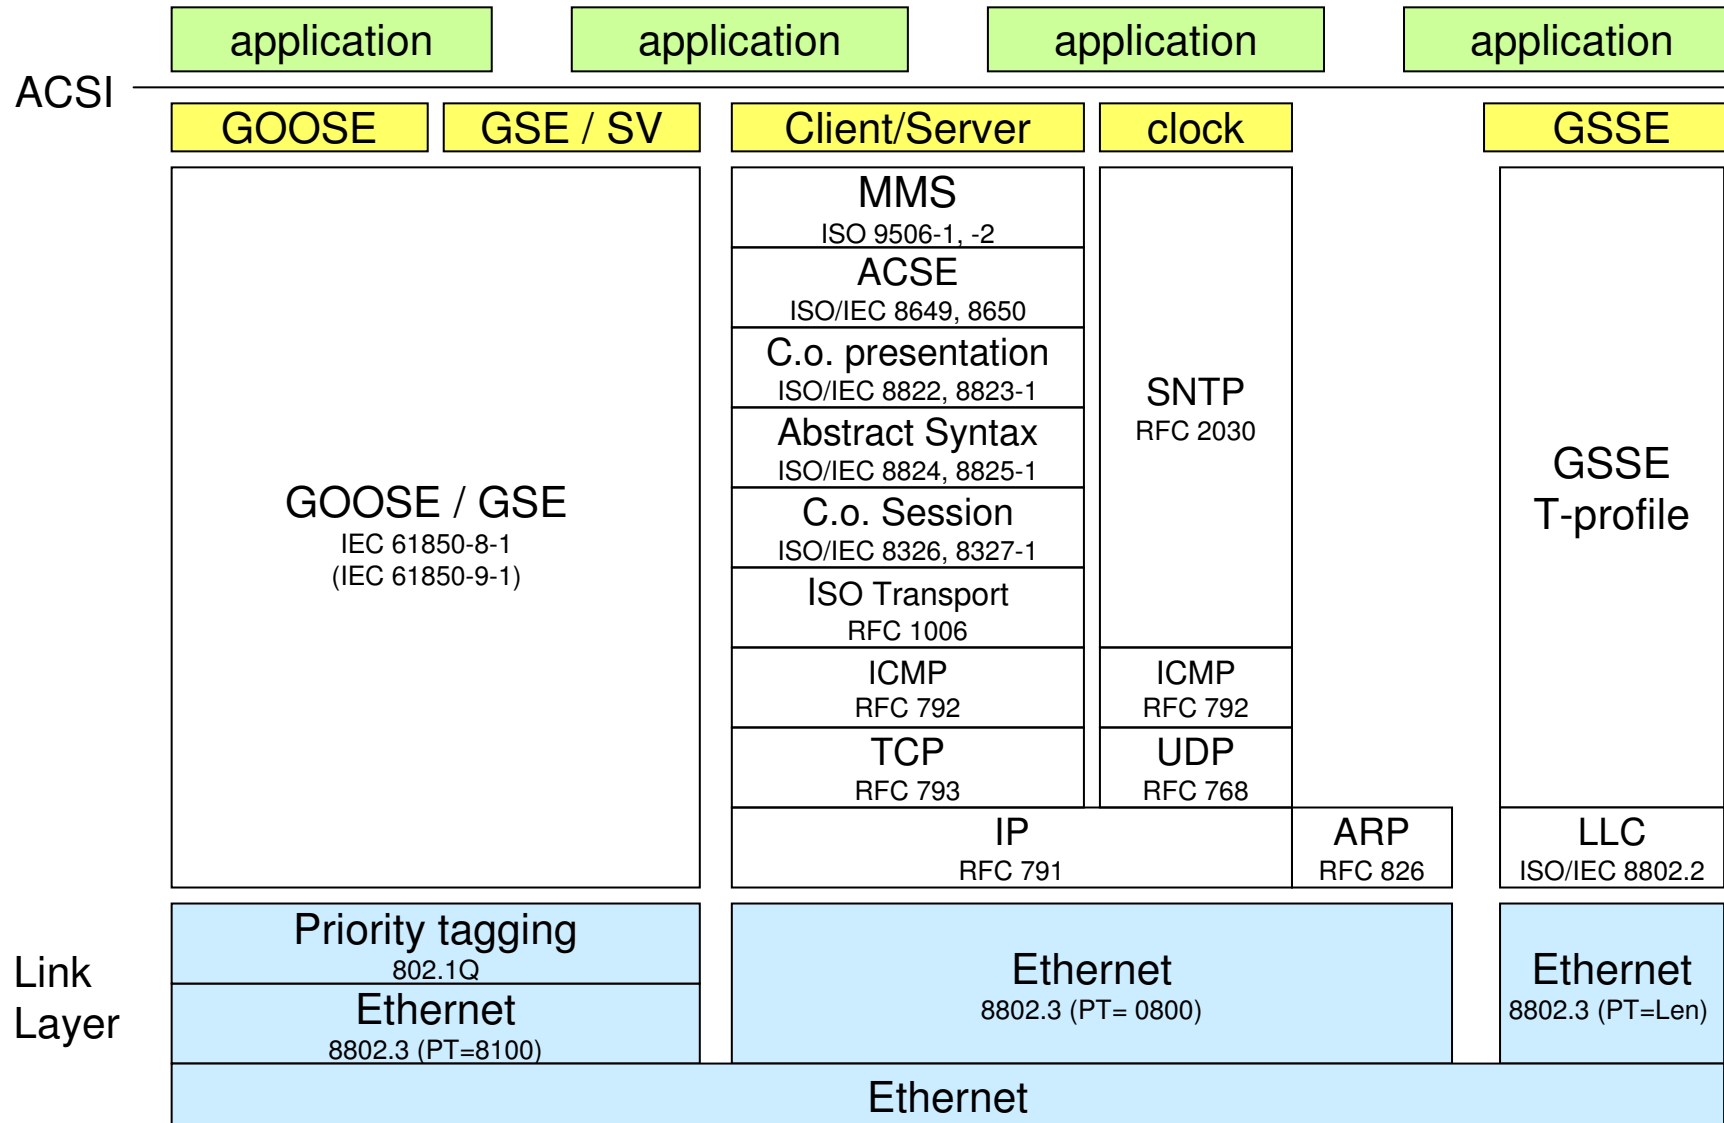 application
application
application
application
ACSI
GOOSE
GSE / SV
Client/Server
clock
GSSE
GOOSE / GSE
IEC 61850-8-1
(IEC 61850-9-1)
MMS
ISO 9506-1, -2
ACSE
ISO/IEC 8649, 8650
C.o. presentation
ISO/IEC 8822, 8823-1
Abstract Syntax
ISO/IEC 8824, 8825-1
C.o. Session
ISO/IEC 8326, 8327-1
ISO Transport
RFC 1006
ICMP
RFC 792
TCP
RFC 793
SNTP
RFC 2030
ICMP
RFC 792
UDP
RFC 768
IP
RFC 791
ARP
RFC 826
GSSE
T-profile
LLC
ISO/IEC 8802.2
Link
Layer
Priority tagging
802.1Q
Ethernet
8802.3 (PT=8100)
Ethernet
8802.3 (PT= 0800)
Ethernet
8802.3 (PT=Len)
Ethernet